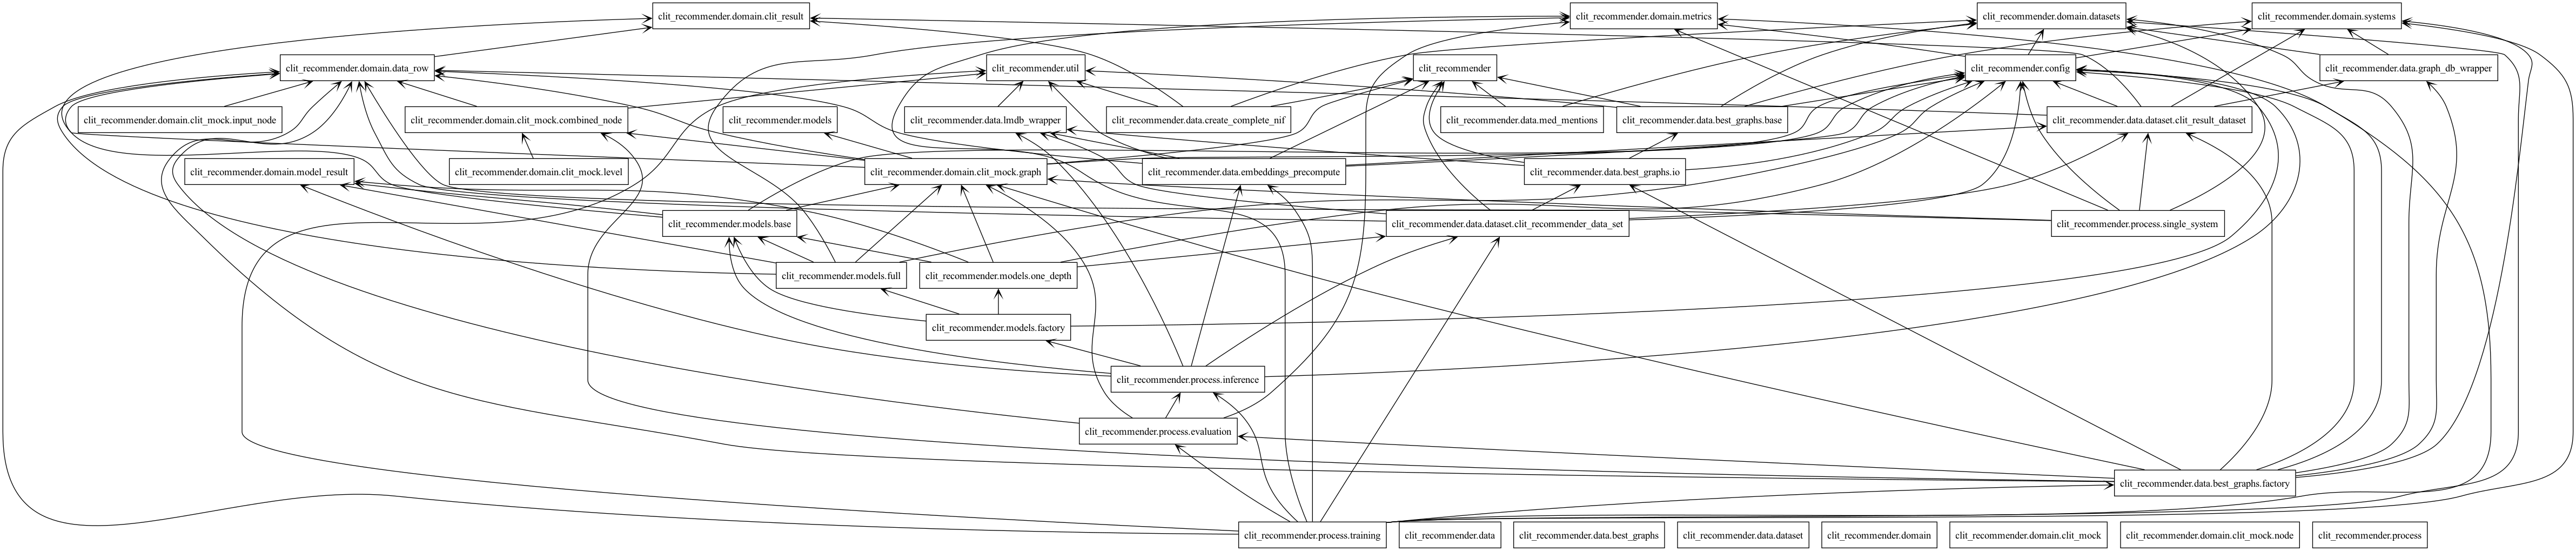 clit_recommender.domain.clit_result
clit_recommender.domain.metrics
clit_recommender.domain.datasets
clit_recommender.domain.systems
clit_recommender.domain.data_row
clit_recommender.util
clit_recommender
clit_recommender.config
clit_recommender.data.graph_db_wrapper
clit_recommender.domain.clit_mock.input_node
clit_recommender.domain.clit_mock.combined_node
clit_recommender.models
clit_recommender.data.lmdb_wrapper
clit_recommender.data.create_complete_nif
clit_recommender.data.med_mentions
clit_recommender.data.best_graphs.base
clit_recommender.data.dataset.clit_result_dataset
clit_recommender.domain.model_result
clit_recommender.domain.clit_mock.level
clit_recommender.domain.clit_mock.graph
clit_recommender.data.embeddings_precompute
clit_recommender.data.best_graphs.io
clit_recommender.models.base
clit_recommender.data.dataset.clit_recommender_data_set
clit_recommender.process.single_system
clit_recommender.models.full
clit_recommender.models.one_depth
clit_recommender.models.factory
clit_recommender.process.inference
clit_recommender.process.evaluation
clit_recommender.data.best_graphs.factory
clit_recommender.process.training
clit_recommender.data
clit_recommender.data.best_graphs
clit_recommender.data.dataset
clit_recommender.domain
clit_recommender.domain.clit_mock
clit_recommender.domain.clit_mock.node
clit_recommender.process